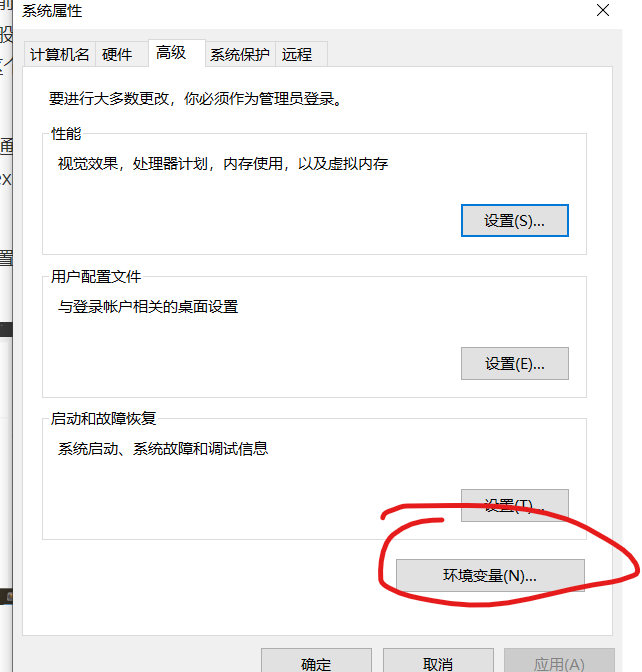 系统属性
计算机名 硬件 高级 系统保护 远程
要进行大多数更改，你必须作为管理员登录。
性能
视觉效果，处理器计划，内存使用，以及虚拟内存
设置(S)...
用户配置文件
与登录帐户相关的桌面设置
设置(E)...
启动和故障恢复
系统启动、系统故障和调试信息
设置(T)...
环境变量(N)...
确定 取消 应用(A)
股
通
ex
置